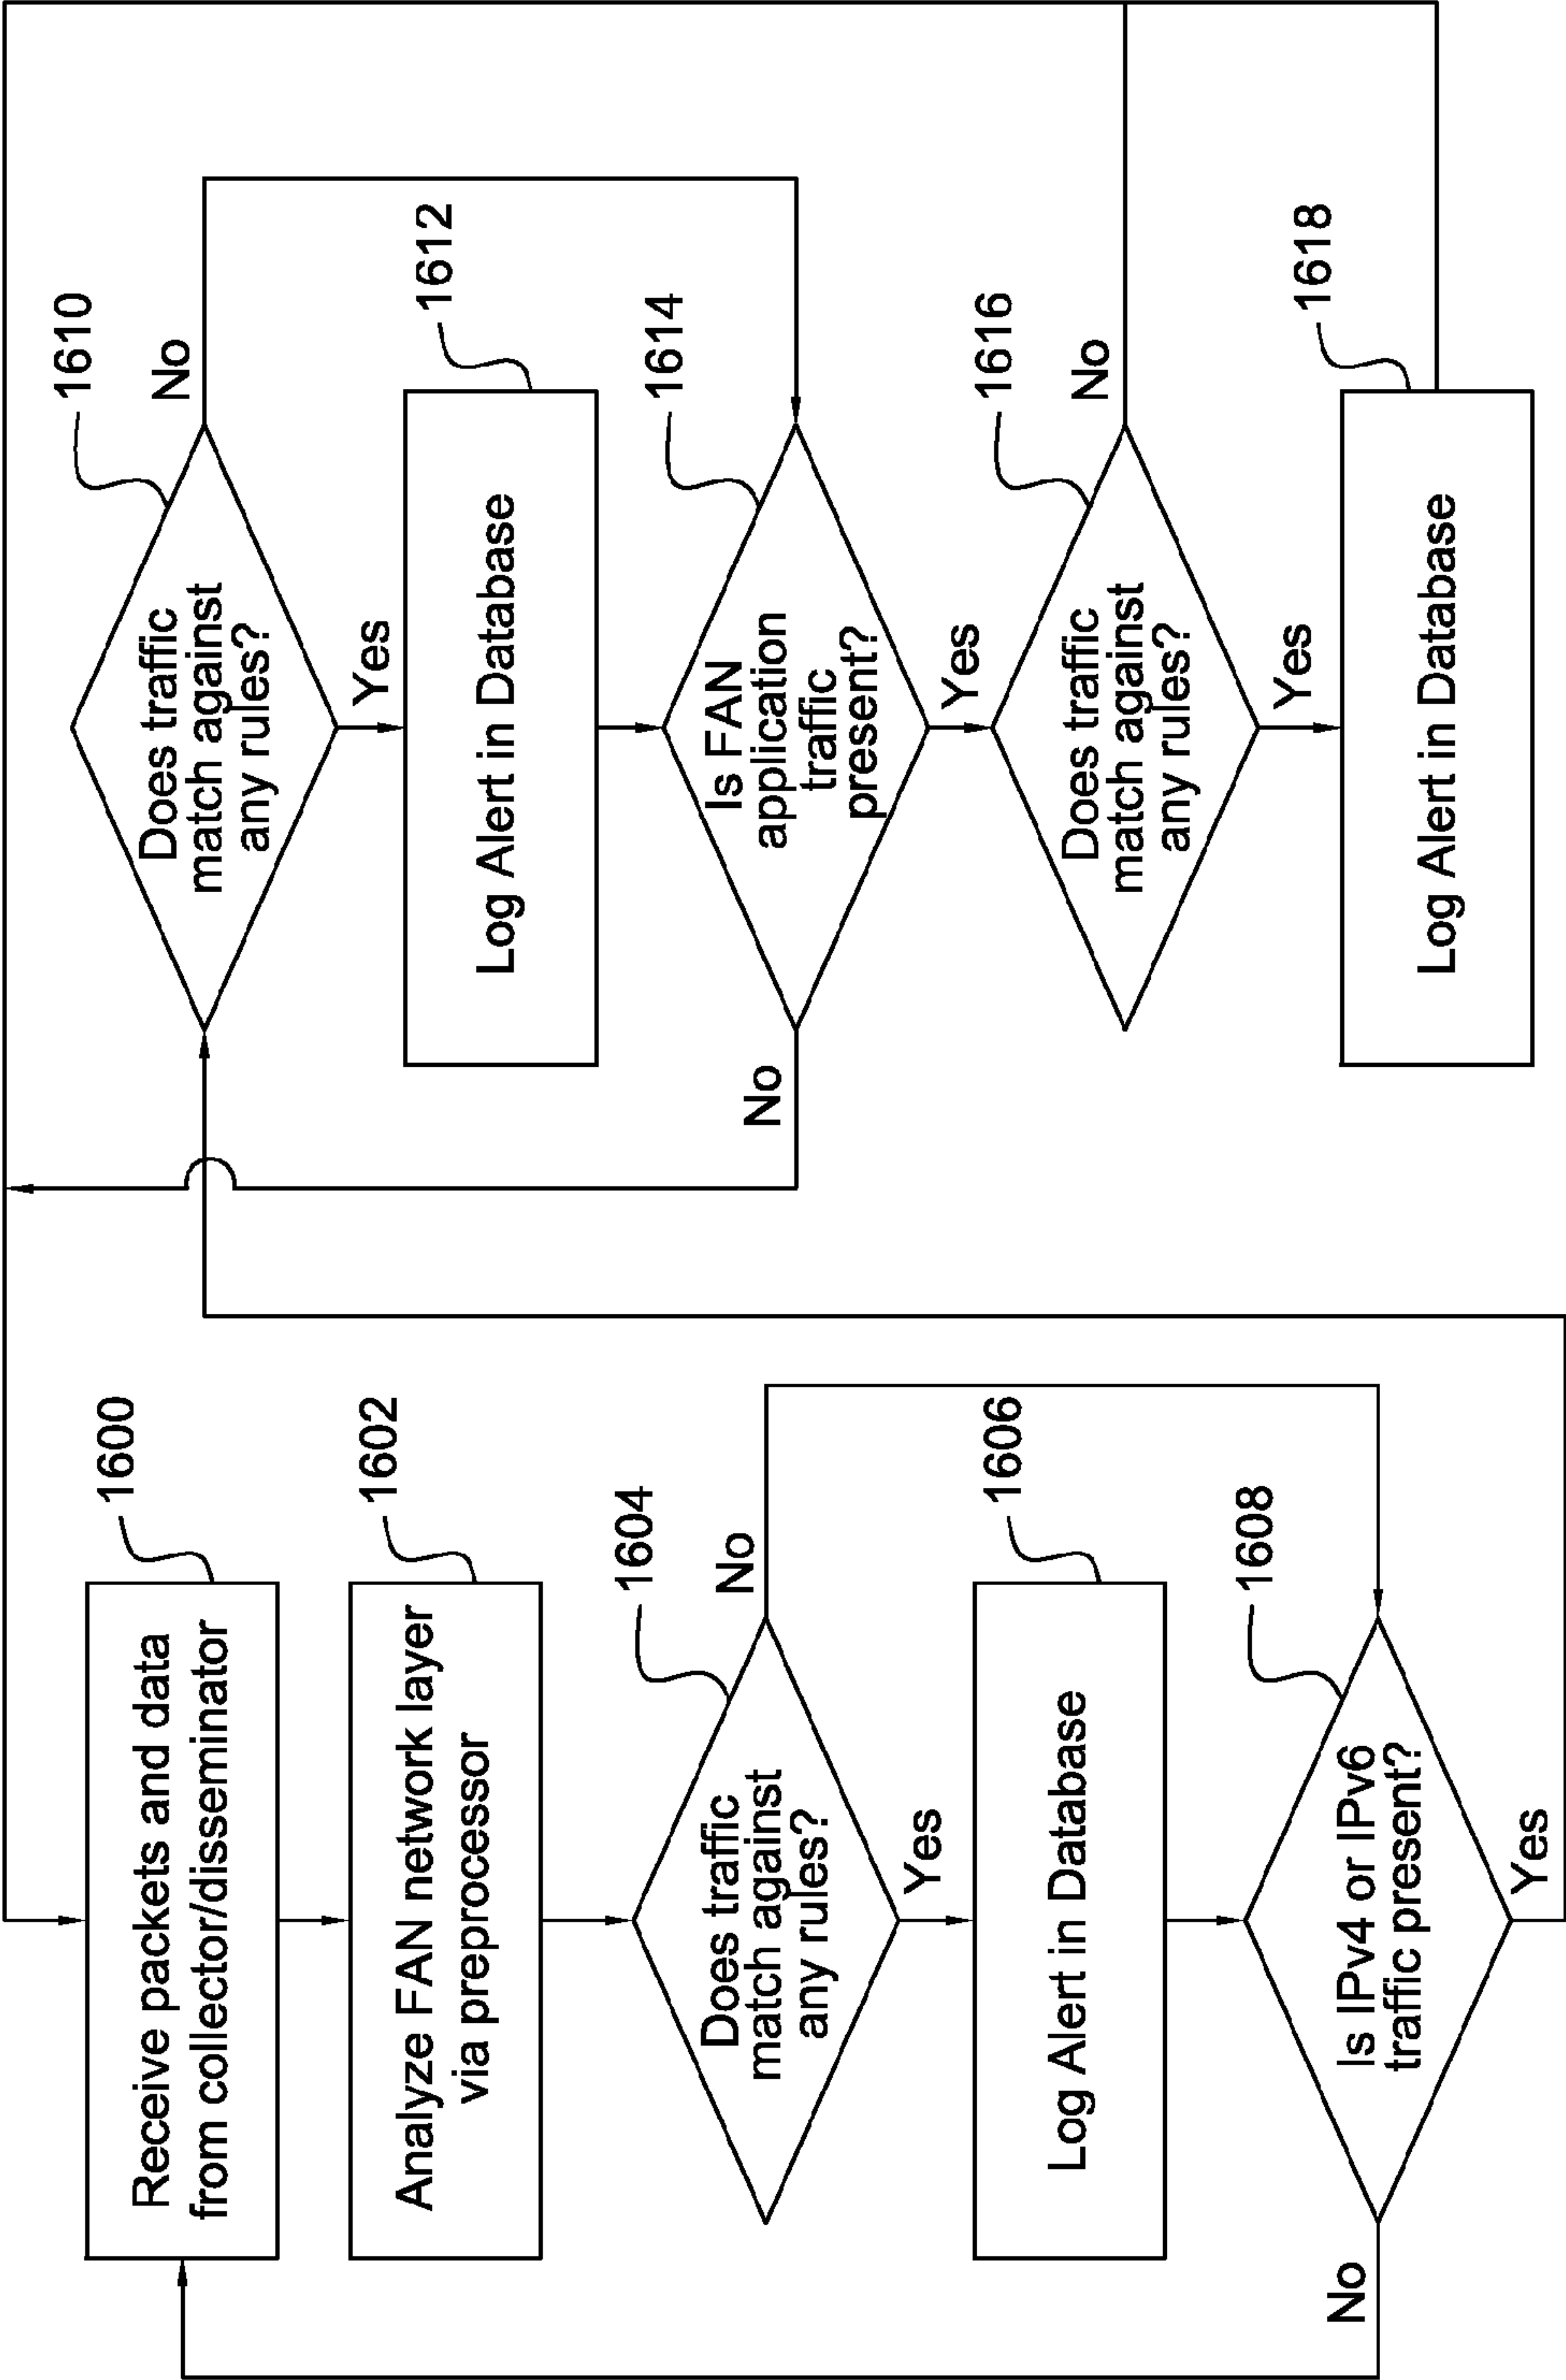 1600
Receive packets and data
from collector/disseminator
1602
Analyze FAN network layer
via preprocessor
1604
Does traffic
match against
any rules?
No
Yes
1606
Log Alert in Database
1608
Is IPv4 or IPv6
traffic present?
No
Yes
1610
Does traffic
match against
any rules?
No
Yes
1612
Log Alert in Database
1614
Is FAN
application
traffic
present?
No
Yes
1616
Does traffic
match against
any rules?
No
Yes
1618
Log Alert in Database